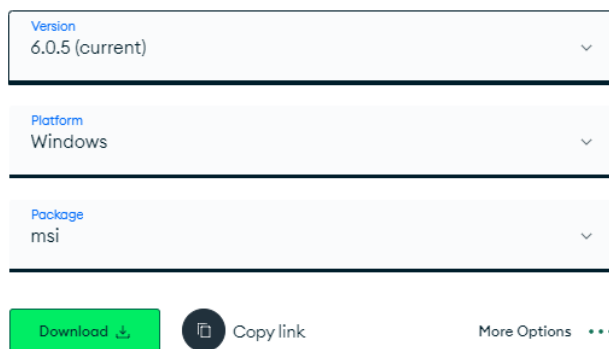 Version
6.0.5 (current)
Platform
Windows
Package
msi
Download
Copy link
More Options